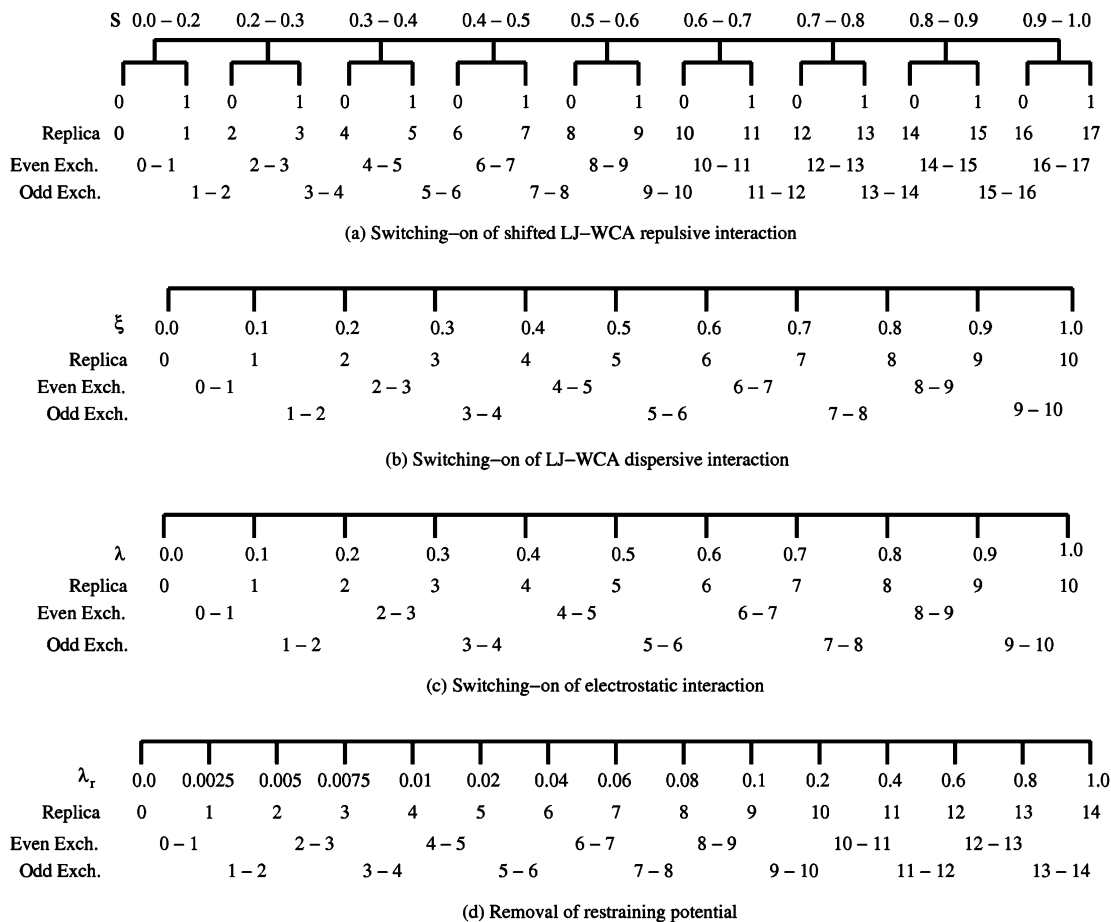 S 0.0 – 0.2 0.2 – 0.3 0.3 – 0.4 0.4 – 0.5 0.5 – 0.6 0.6 – 0.7 0.7 – 0.8 0.8 – 0.9 0.9 – 1.0
0 1 0 1 0 1 0 1 0 1 0 1 0 1 0 1 0 1
Replica 0 1 2 3 4 5 6 7 8 9 10 11 12 13 14 15 16 17
Even Exch. 0 – 1 2 – 3 4 – 5 6 – 7 8 – 9 10 – 11 12 – 13 14 – 15 16 – 17
Odd Exch. 1 – 2 3 – 4 5 – 6 7 – 8 9 – 10 11 – 12 13 – 14 15 – 16
(a) Switching–on of shifted LJ–WCA repulsive interaction
ξ 0.0 0.1 0.2 0.3 0.4 0.5 0.6 0.7 0.8 0.9 1.0
Replica 0 1 2 3 4 5 6 7 8 9 10
Even Exch. 0 – 1 2 – 3 4 – 5 6 – 7 8 – 9
Odd Exch. 1 – 2 3 – 4 5 – 6 7 – 8 9 – 10
(b) Switching–on of LJ–WCA dispersive interaction
λ 0.0 0.1 0.2 0.3 0.4 0.5 0.6 0.7 0.8 0.9 1.0
Replica 0 1 2 3 4 5 6 7 8 9 10
Even Exch. 0 – 1 2 – 3 4 – 5 6 – 7 8 – 9
Odd Exch. 1 – 2 3 – 4 5 – 6 7 – 8 9 – 10
(c) Switching–on of electrostatic interaction
λr 0.0 0.0025 0.005 0.0075 0.01 0.02 0.04 0.06 0.08 0.1 0.2 0.4 0.6 0.8 1.0
Replica 0 1 2 3 4 5 6 7 8 9 10 11 12 13 14
Even Exch. 0 – 1 2 – 3 4 – 5 6 – 7 8 – 9 10 – 11 12 – 13
Odd Exch. 1 – 2 3 – 4 5 – 6 7 – 8 9 – 10 11 – 12 13 – 14
(d) Removal of restraining potential